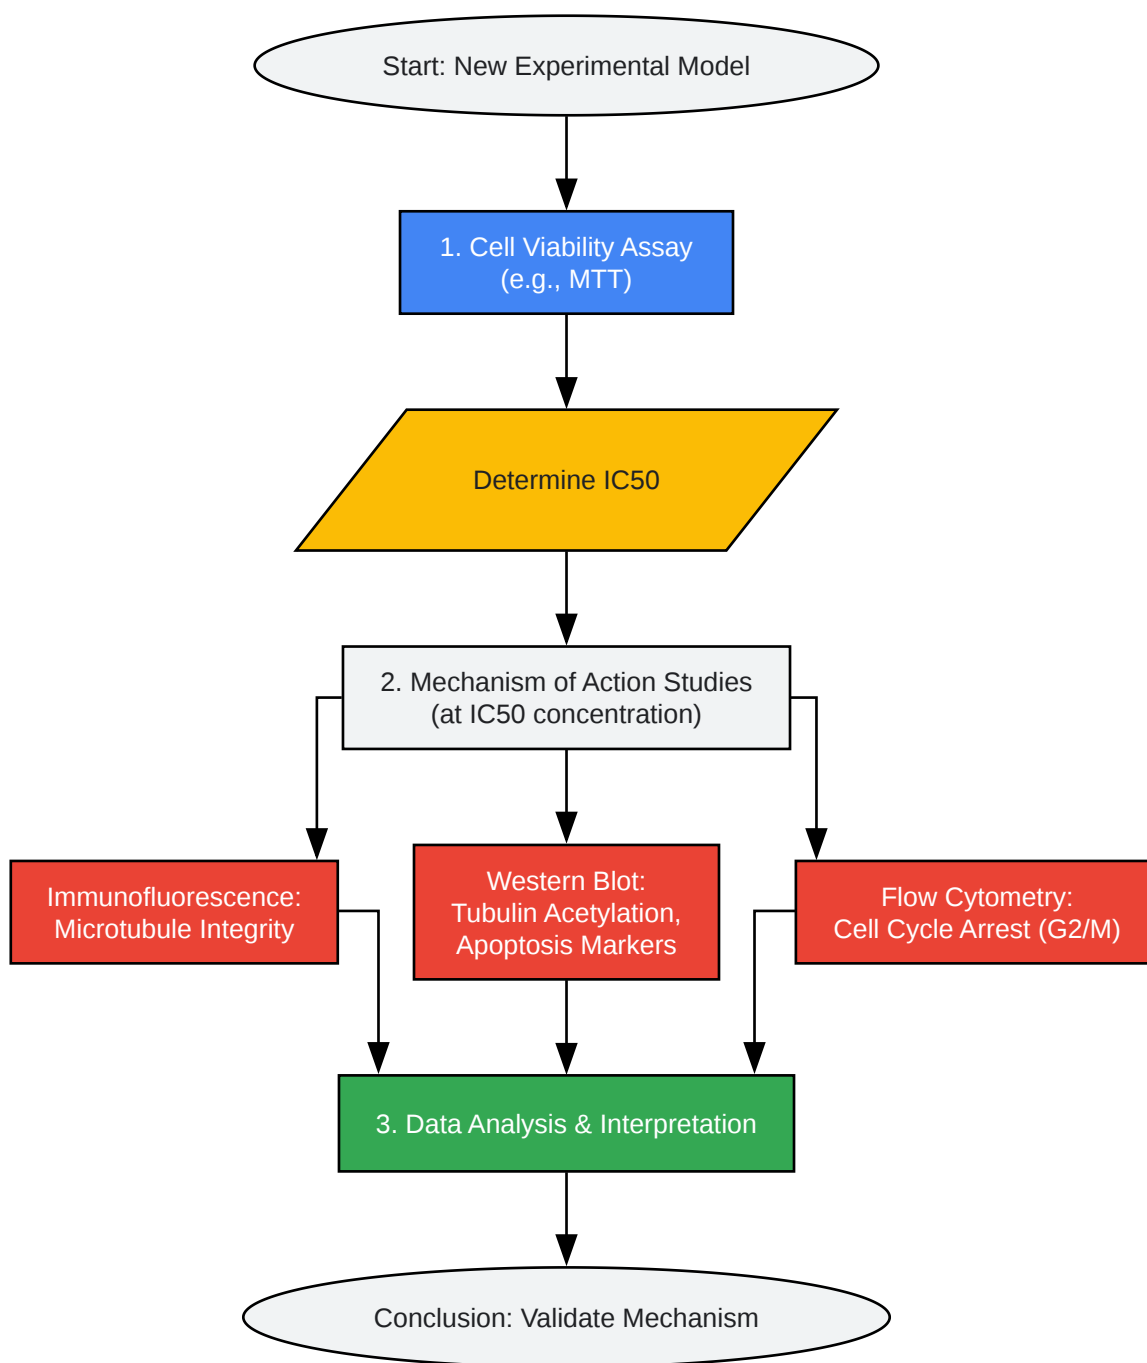 Start: New Experimental Model
1. Cell Viability Assay
(e.g., MTT)
Determine IC50
2. Mechanism of Action Studies
(at IC50 concentration)
Immunofluorescence:
Microtubule Integrity
Western Blot:
Tubulin Acetylation,
Apoptosis Markers
Flow Cytometry:
Cell Cycle Arrest (G2/M)
3. Data Analysis & Interpretation
Conclusion: Validate Mechanism